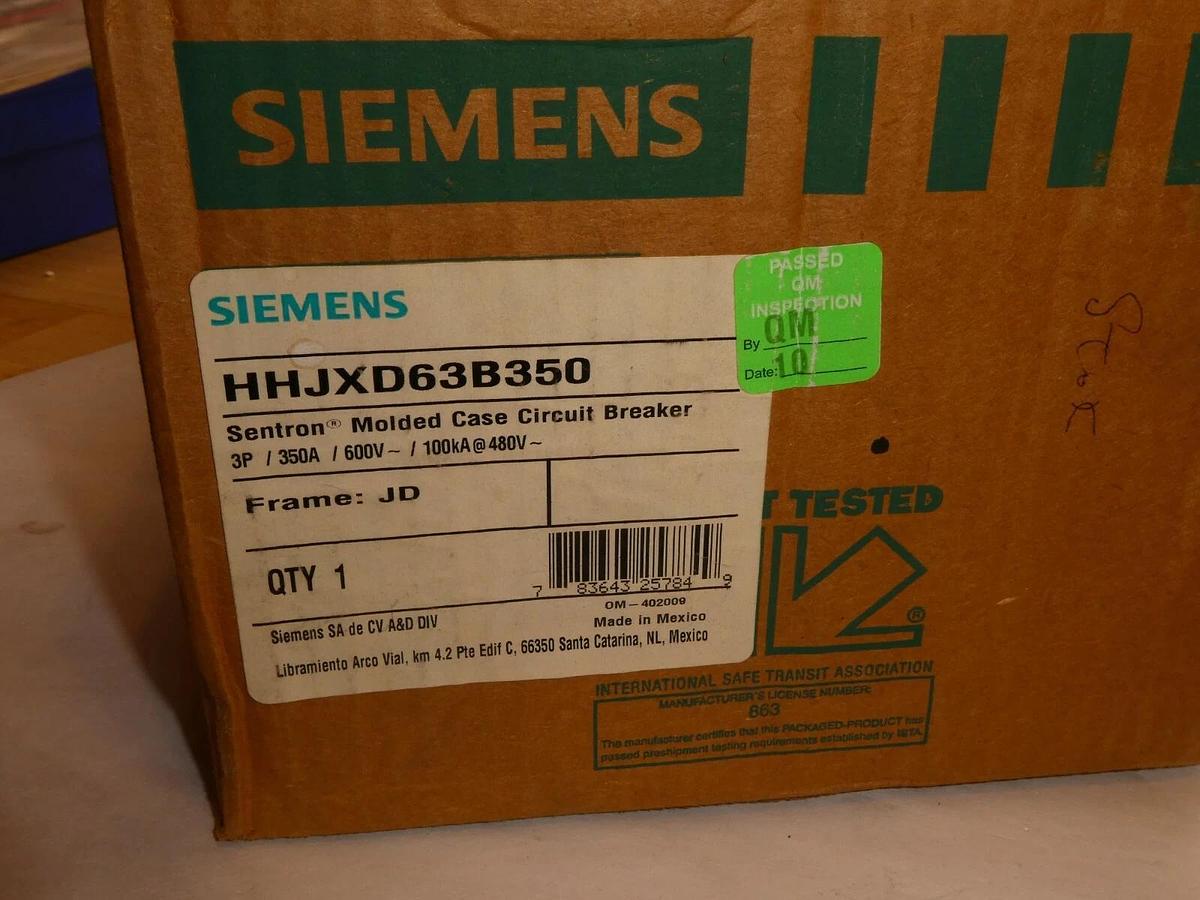 SIEMENS
SIEMENS
HHJXD63B350
Sentron® Molded Case Circuit Breaker
3P / 350A / 600V~ / 100kA@480V~
Frame: JD
QTY 1
7 83643 25784 9
OM-402009
Made in Mexico
Siemens SA de CV A&D DIV
Libramiento Arco Vial, km 4.2 Pte Edif C, 66350 Santa Catarina, NL, Mexico
PASSED
QM
INSPECTION
By QM
Date: 10
T TESTED
®
INTERNATIONAL SAFE TRANSIT ASSOCIATION
MANUFACTURER'S LICENSE NUMBER:
863
The manufacturer certifies that this PACKAGED-PRODUCT has
passed preshipment testing requirements established by ISTA.